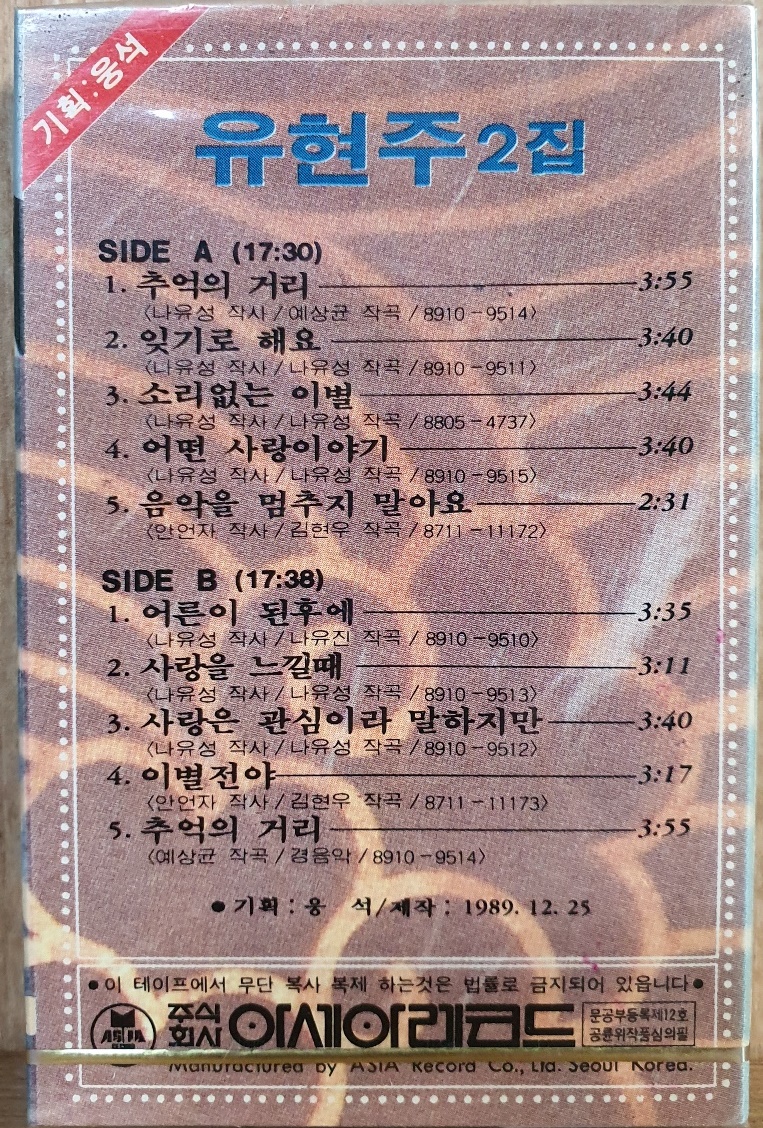 기획:웅석
유현주2집
SIDE A (17:30)
1. 추억의 거리 3:55
〈나유성 작사/예상균 작곡/8910-9514〉
2. 잊기로 해요 3:40
〈나유성 작사/나유성 작곡/8910-9511〉
3. 소리없는 이별 3:44
〈나유성 작사/나유성 작곡/8805-4737〉
4. 어떤 사랑이야기 3:40
〈나유성 작사/나유성 작곡/8910-9515〉
5. 음악을 멈추지 말아요 2:31
〈안언자 작사/김현우 작곡/8711-11172〉
SIDE B (17:38)
1. 어른이 된후에 3:35
〈나유성 작사/나유진 작곡/8910-9510〉
2. 사랑을 느낄때 3:11
〈나유성 작사/나유성 작곡/8910-9513〉
3. 사랑은 관심이라 말하지만 3:40
〈나유성 작사/나유성 작곡/8910-9512〉
4. 이별전야 3:17
〈안언자 작사/김현우 작곡/8711-11173〉
5. 추억의 거리 3:55
〈예상균 작곡/경음악/8910-9514〉
●기획:웅 석/제작: 1989. 12. 25
●이 테이프에서 무단 복사 복제 하는것은 법률로 금지되어 있읍니다●
ASIA
주식회사 아세아레코드
문공부등록제12호
공륜위작품심의필
Manufactured by ASIA Record Co., Ltd. Seoul Korea.